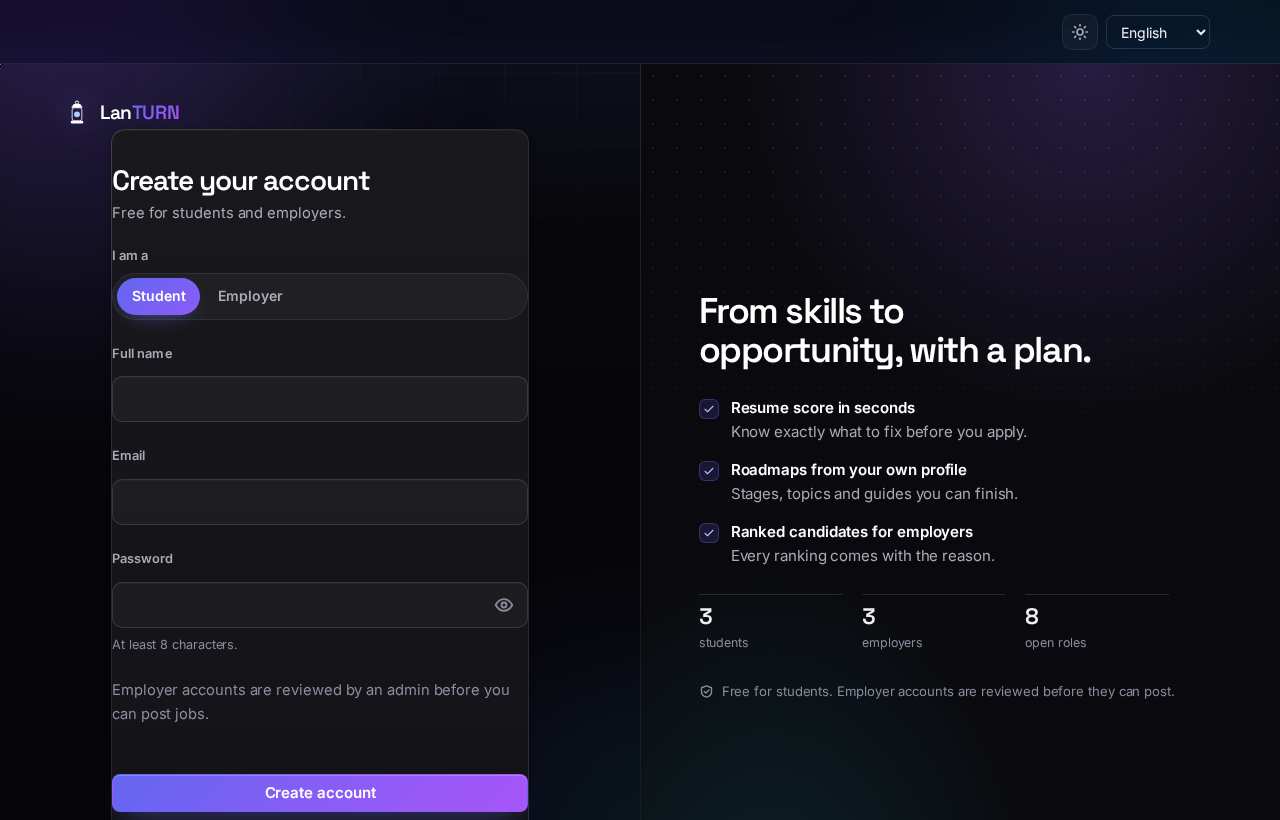 English
LanTURN
Create your account
Free for students and employers.
I am a
Student
Employer
Full name
Email
Password
At least 8 characters.
Employer accounts are reviewed by an admin before you
can post jobs.
Create account
From skills to
opportunity, with a plan.
Resume score in seconds
Know exactly what to fix before you apply.
Roadmaps from your own profile
Stages, topics and guides you can finish.
Ranked candidates for employers
Every ranking comes with the reason.
3
students
3
employers
8
open roles
Free for students. Employer accounts are reviewed before they can post.